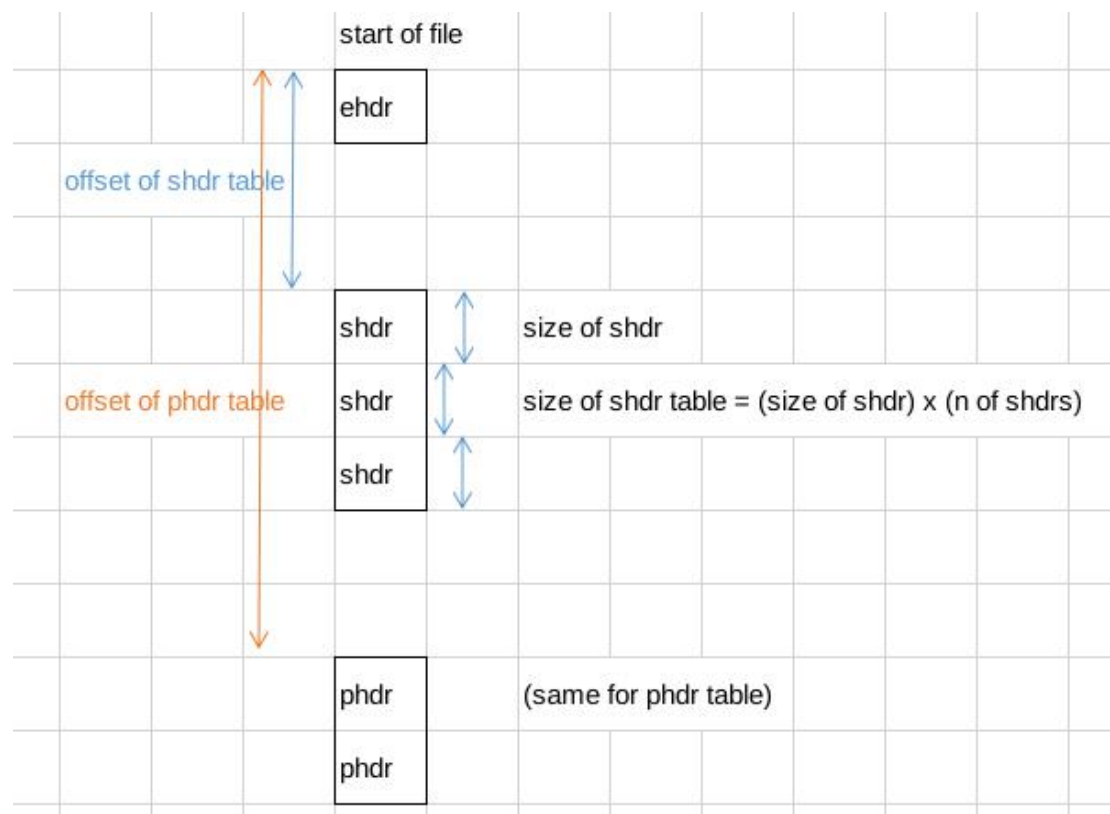 start of file
ehdr
offset of shdr table
shdr
size of shdr
offset of phdr table
shdr
size of shdr table = (size of shdr) x (n of shdrs)
shdr
phdr
(same for phdr table)
phdr